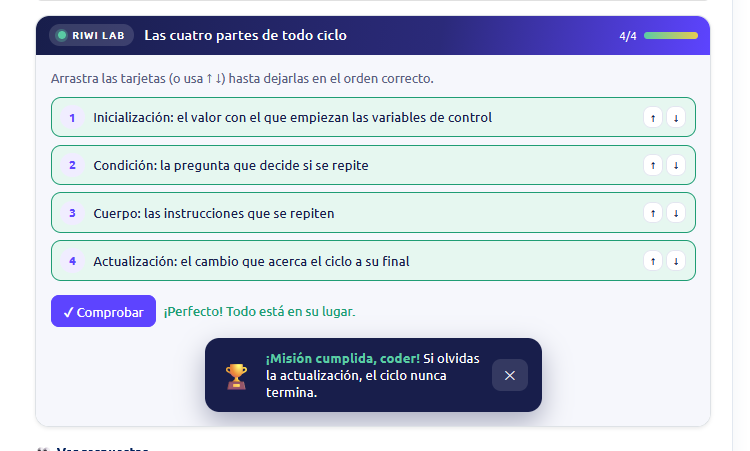 RIWI LAB Las cuatro partes de todo ciclo 4/4
Arrastra las tarjetas (o usa ↑ ↓) hasta dejarlas en el orden correcto.
1 Inicialización: el valor con el que empiezan las variables de control ↑ ↓
2 Condición: la pregunta que decide si se repite ↑ ↓
3 Cuerpo: las instrucciones que se repiten ↑ ↓
4 Actualización: el cambio que acerca el ciclo a su final ↑ ↓
✓ Comprobar ¡Perfecto! Todo está en su lugar.
¡Misión cumplida, coder! Si olvidas
la actualización, el ciclo nunca
termina.